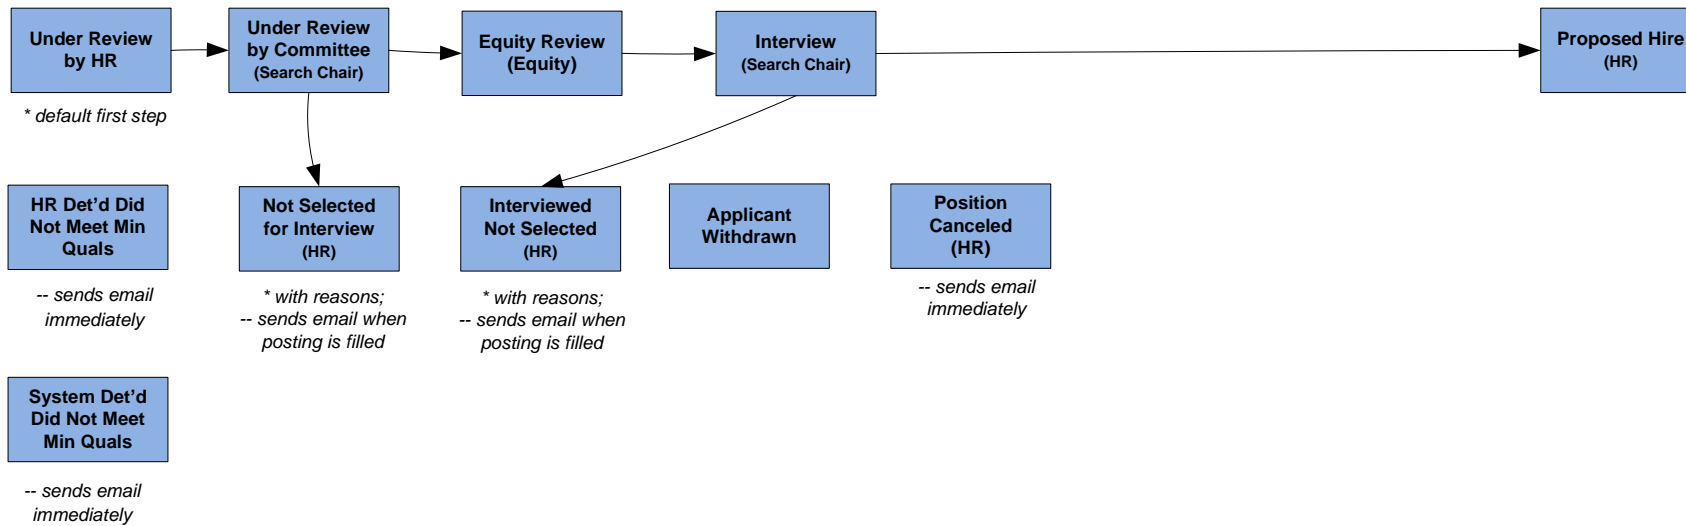 Under Review
by HR
Under Review
by Committee
(Search Chair)
Equity Review
(Equity)
Interview
(Search Chair)
Proposed Hire
(HR)
* default first step
HR Det’d Did
Not Meet Min
Quals
Not Selected
for Interview
(HR)
Interviewed
Not Selected
(HR)
Applicant
Withdrawn
Position
Canceled
(HR)
-- sends email
immediately
* with reasons;
-- sends email when
posting is filled
* with reasons;
-- sends email when
posting is filled
-- sends email
immediately
System Det’d
Did Not Meet
Min Quals
-- sends email
immediately